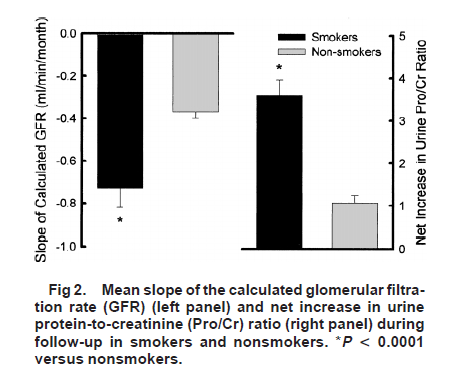 0.0
-0.2
-0.4
-0.6
-0.8
-1.0
Slope of Calculated GFR (ml/min/month)
*
Smokers
Non-smokers
*
5
4
3
2
1
0
Net Increase in Urine Pro/Cr Ratio
Fig 2. Mean slope of the calculated glomerular filtra-
tion rate (GFR) (left panel) and net increase in urine
protein-to-creatinine (Pro/Cr) ratio (right panel) during
follow-up in smokers and nonsmokers. *P < 0.0001
versus nonsmokers.